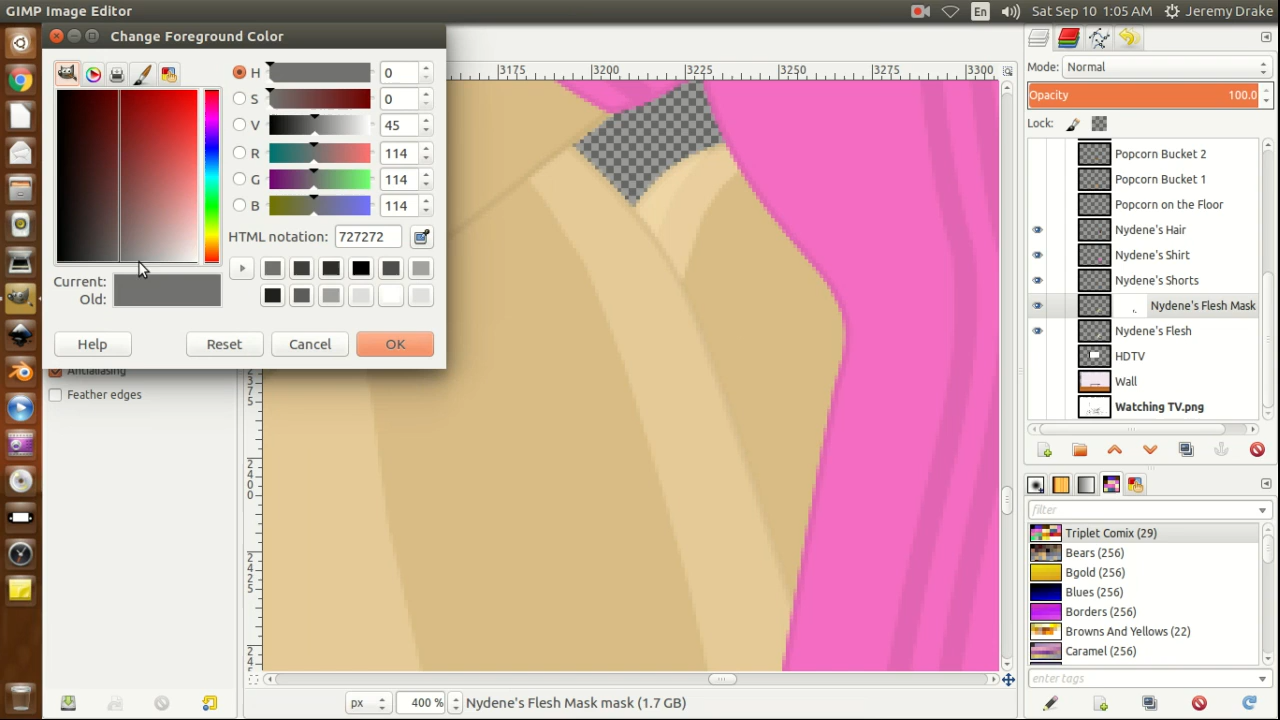 GIMP Image Editor
En
Sat Sep 10 1:05 AM
Jeremy Drake
Change Foreground Color
H 0
S 0
V 45
R 114
G 114
B 114
HTML notation: 727272
Current:
Old:
Help
Reset
Cancel
OK
Antialiasing
Feather edges
3175
3200
3225
3250
3275
3300
Mode: Normal
Opacity 100.0
Lock:
Popcorn Bucket 2
Popcorn Bucket 1
Popcorn on the Floor
Nydene's Hair
Nydene's Shirt
Nydene's Shorts
Nydene's Flesh Mask
Nydene's Flesh
HDTV
Wall
Watching TV.png
filter
Triplet Comix (29)
Bears (256)
Bgold (256)
Blues (256)
Borders (256)
Browns And Yellows (22)
Caramel (256)
enter tags
px
400 %
Nydene's Flesh Mask mask (1.7 GB)